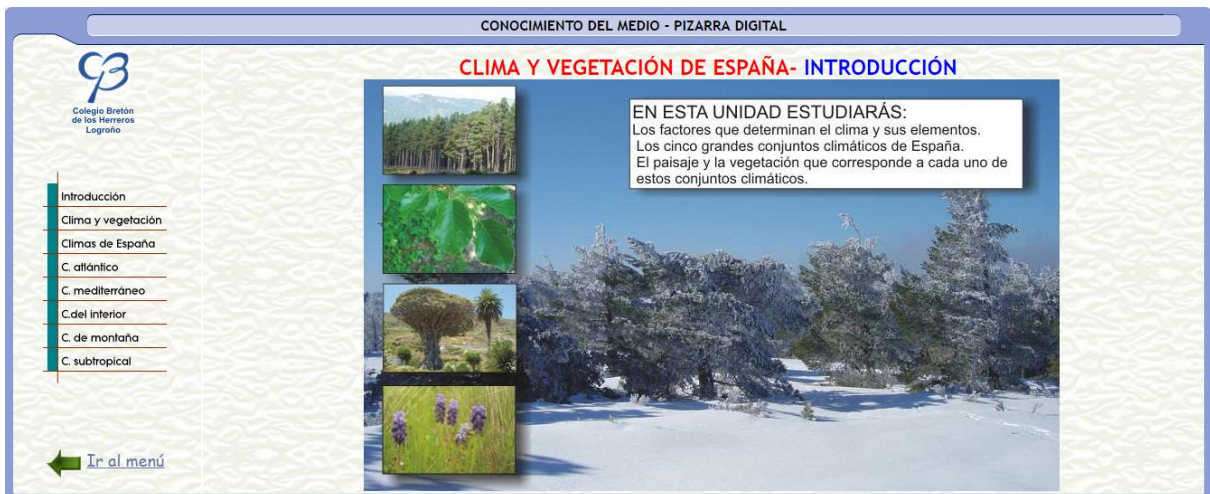 CONOCIMIENTO DEL MEDIO - PIZARRA DIGITAL
Colegio Bretón
de los Herreros
Logroño
Introducción
Clima y vegetación
Climas de España
C. atlántico
C. mediterráneo
C.del interior
C. de montaña
C. subtropical
Ir al menú
CLIMA Y VEGETACIÓN DE ESPAÑA- INTRODUCCIÓN
EN ESTA UNIDAD ESTUDIARÁS:
Los factores que determinan el clima y sus elementos.
Los cinco grandes conjuntos climáticos de España.
El paisaje y la vegetación que corresponde a cada uno de
estos conjuntos climáticos.